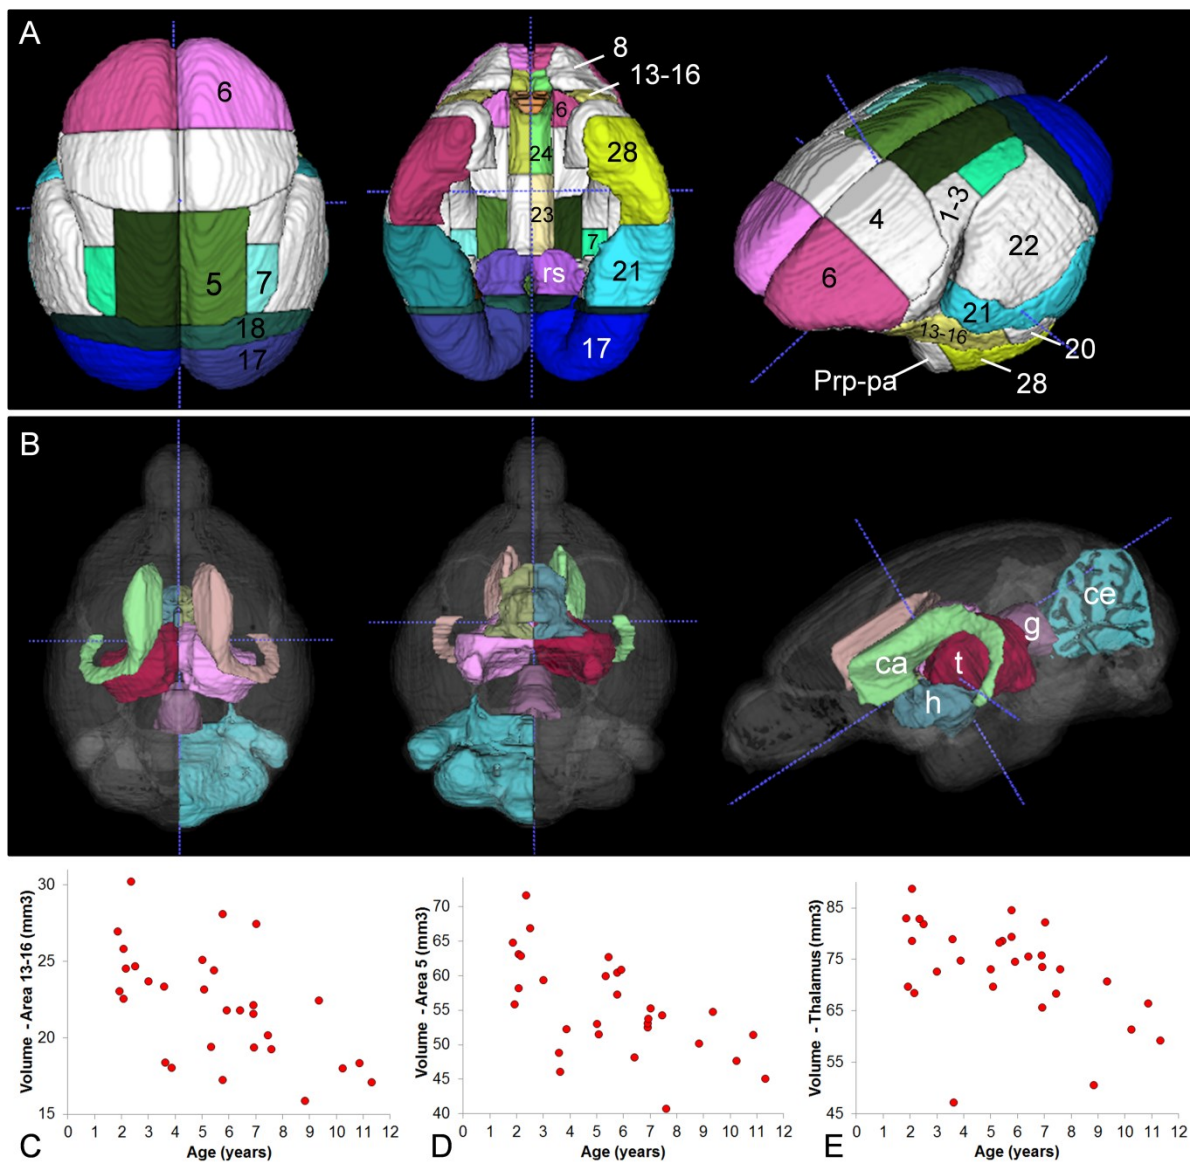 A
6
5
7
18
17
8
13-16
6
24
28
23
7
rs
21
17
1-3
4
22
6
21
13-16
20
Prp-pa
28
B
ce
g
ca
t
h
Volume - Area 13-16 (mm3)
30
25
20
15
0 1 2 3 4 5 6 7 8 9 10 11 12
C
Age (years)
Volume - Area 5 (mm3)
70
65
60
55
50
45
40
0 1 2 3 4 5 6 7 8 9 10 11 12
D
Age (years)
Volume - Thalamus (mm3)
85
75
65
55
45
0 1 2 3 4 5 6 7 8 9 10 11 12
E
Age (years)